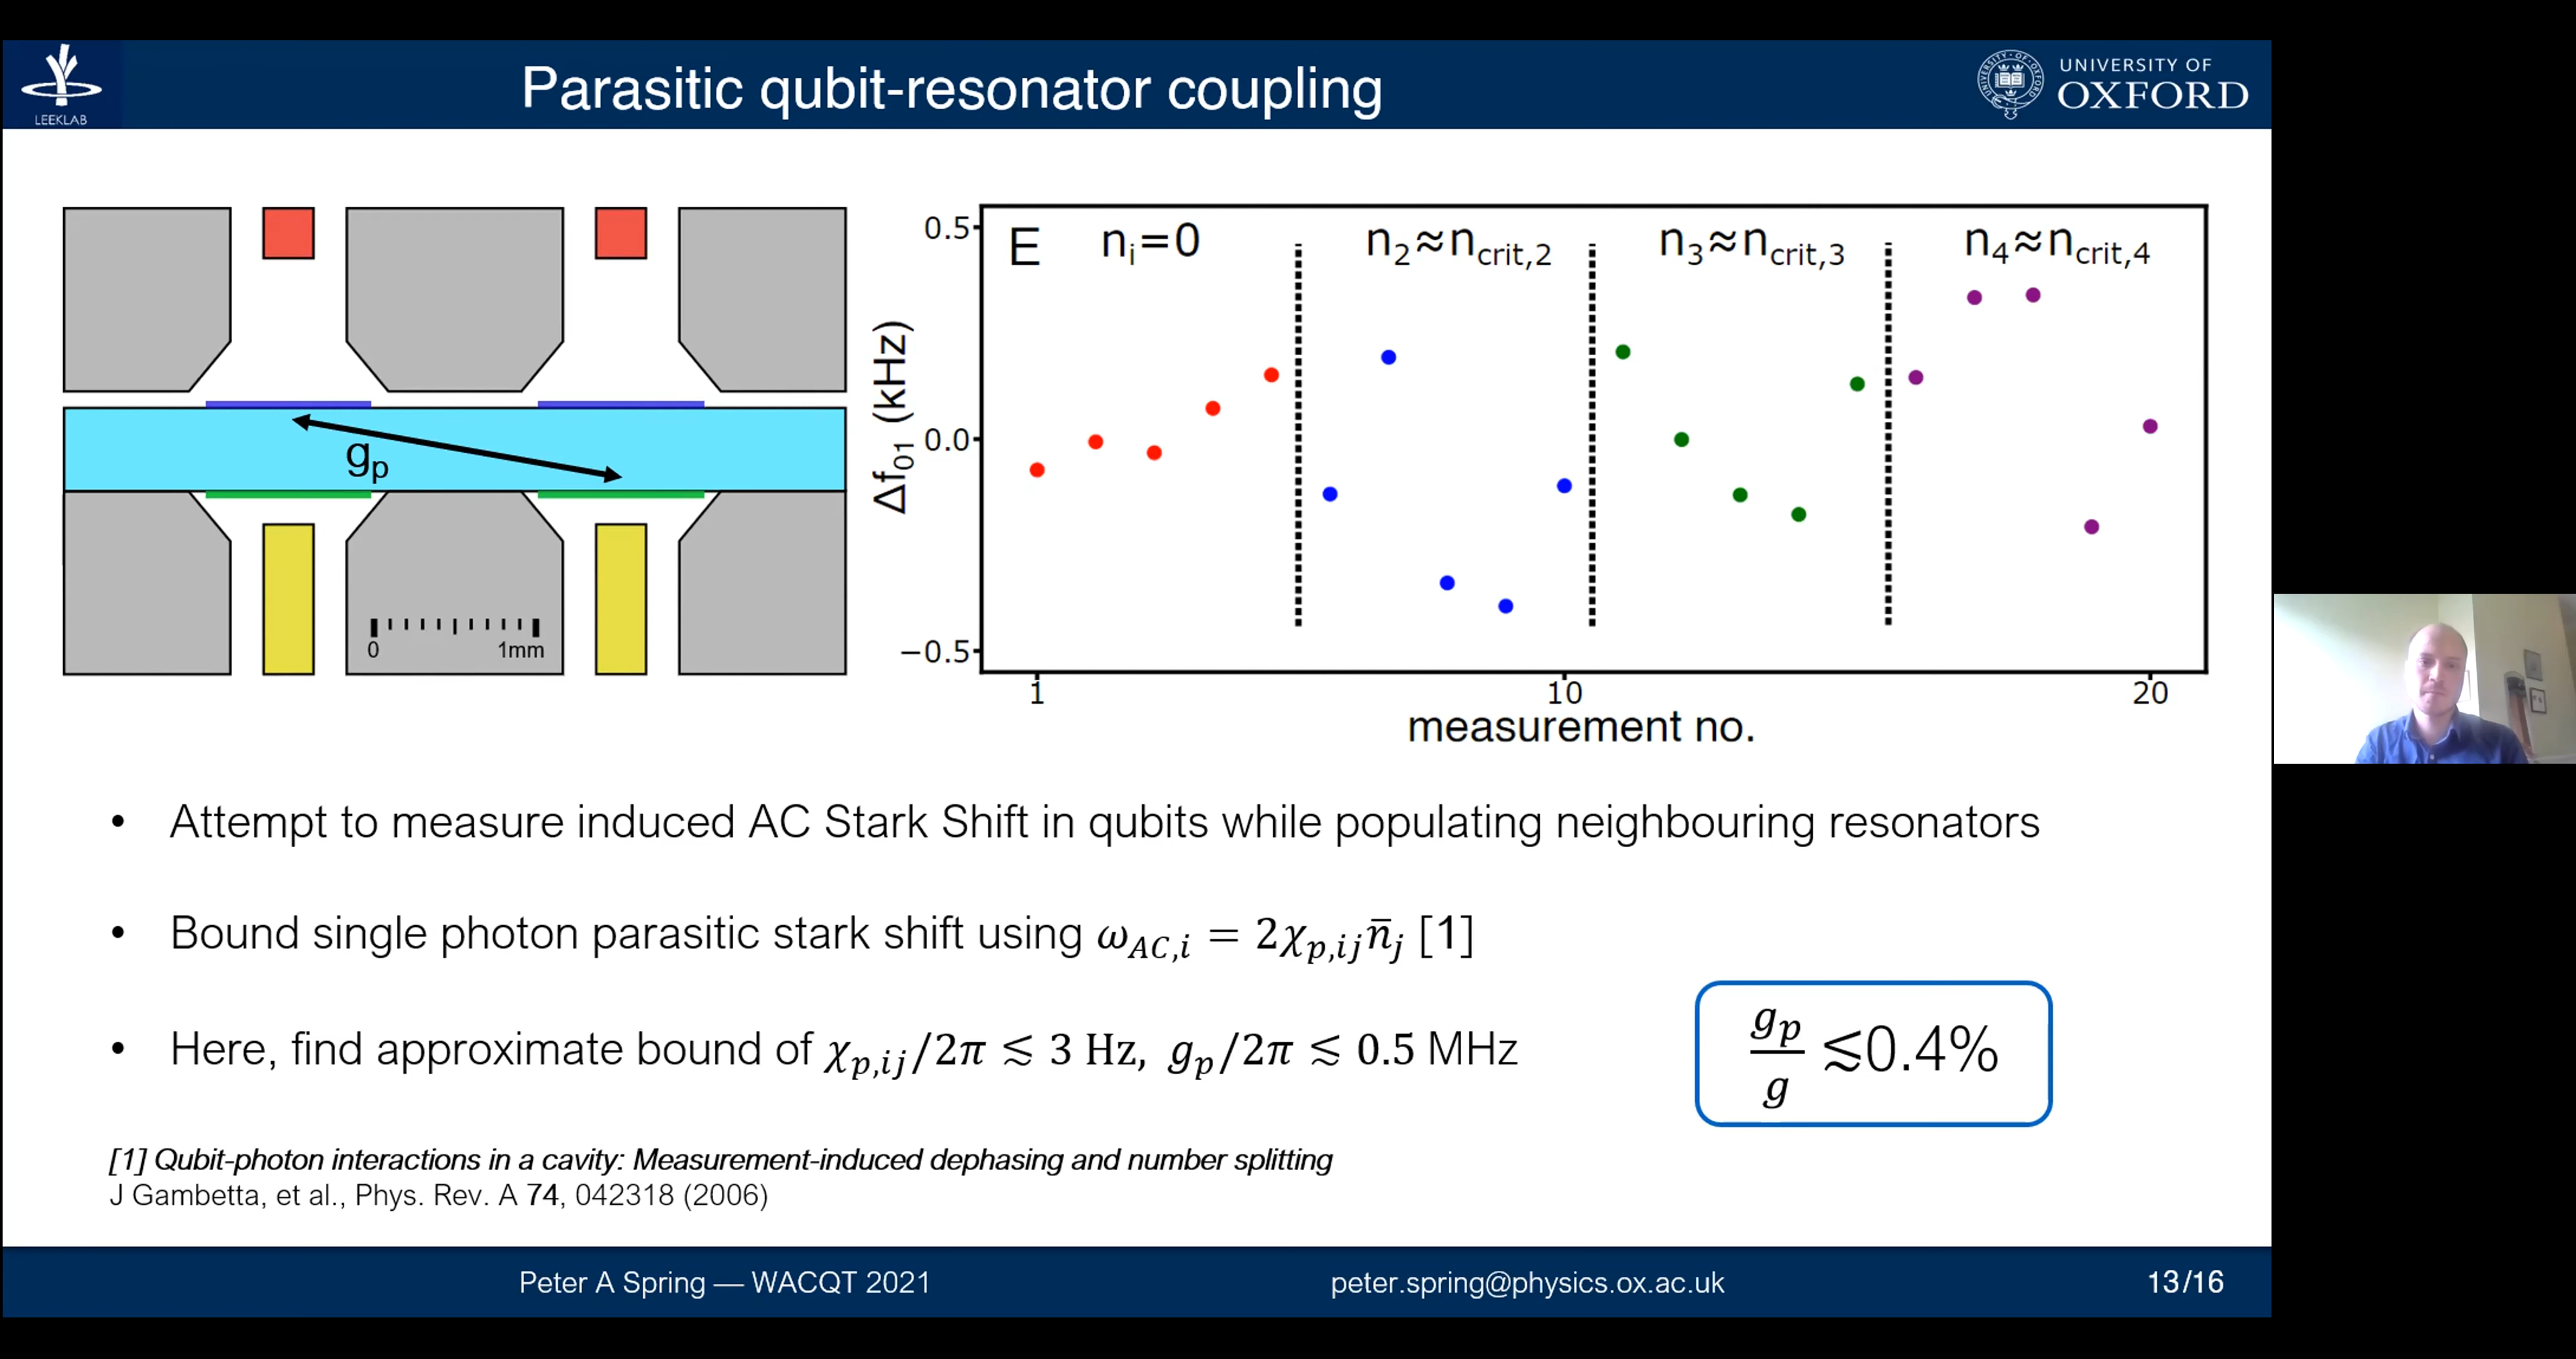 LEEKLAB
Parasitic qubit-resonator coupling
UNIVERSITY OF
OXFORD
gₚ
0 1mm
E nᵢ=0 n₂≈n_crit,2 n₃≈n_crit,3 n₄≈n_crit,4
Δf₀₁ (kHz)
0.5
0.0
−0.5
1 10 20
measurement no.
• Attempt to measure induced AC Stark Shift in qubits while populating neighbouring resonators
• Bound single photon parasitic stark shift using ω_AC,i = 2χ_p,ij n̄_j [1]
• Here, find approximate bound of χ_p,ij/2π ≲ 3 Hz, g_p/2π ≲ 0.5 MHz
g_p/g ≲0.4%
[1] Qubit-photon interactions in a cavity: Measurement-induced dephasing and number splitting
J Gambetta, et al., Phys. Rev. A 74, 042318 (2006)
Peter A Spring — WACQT 2021 peter.spring@physics.ox.ac.uk 13/16